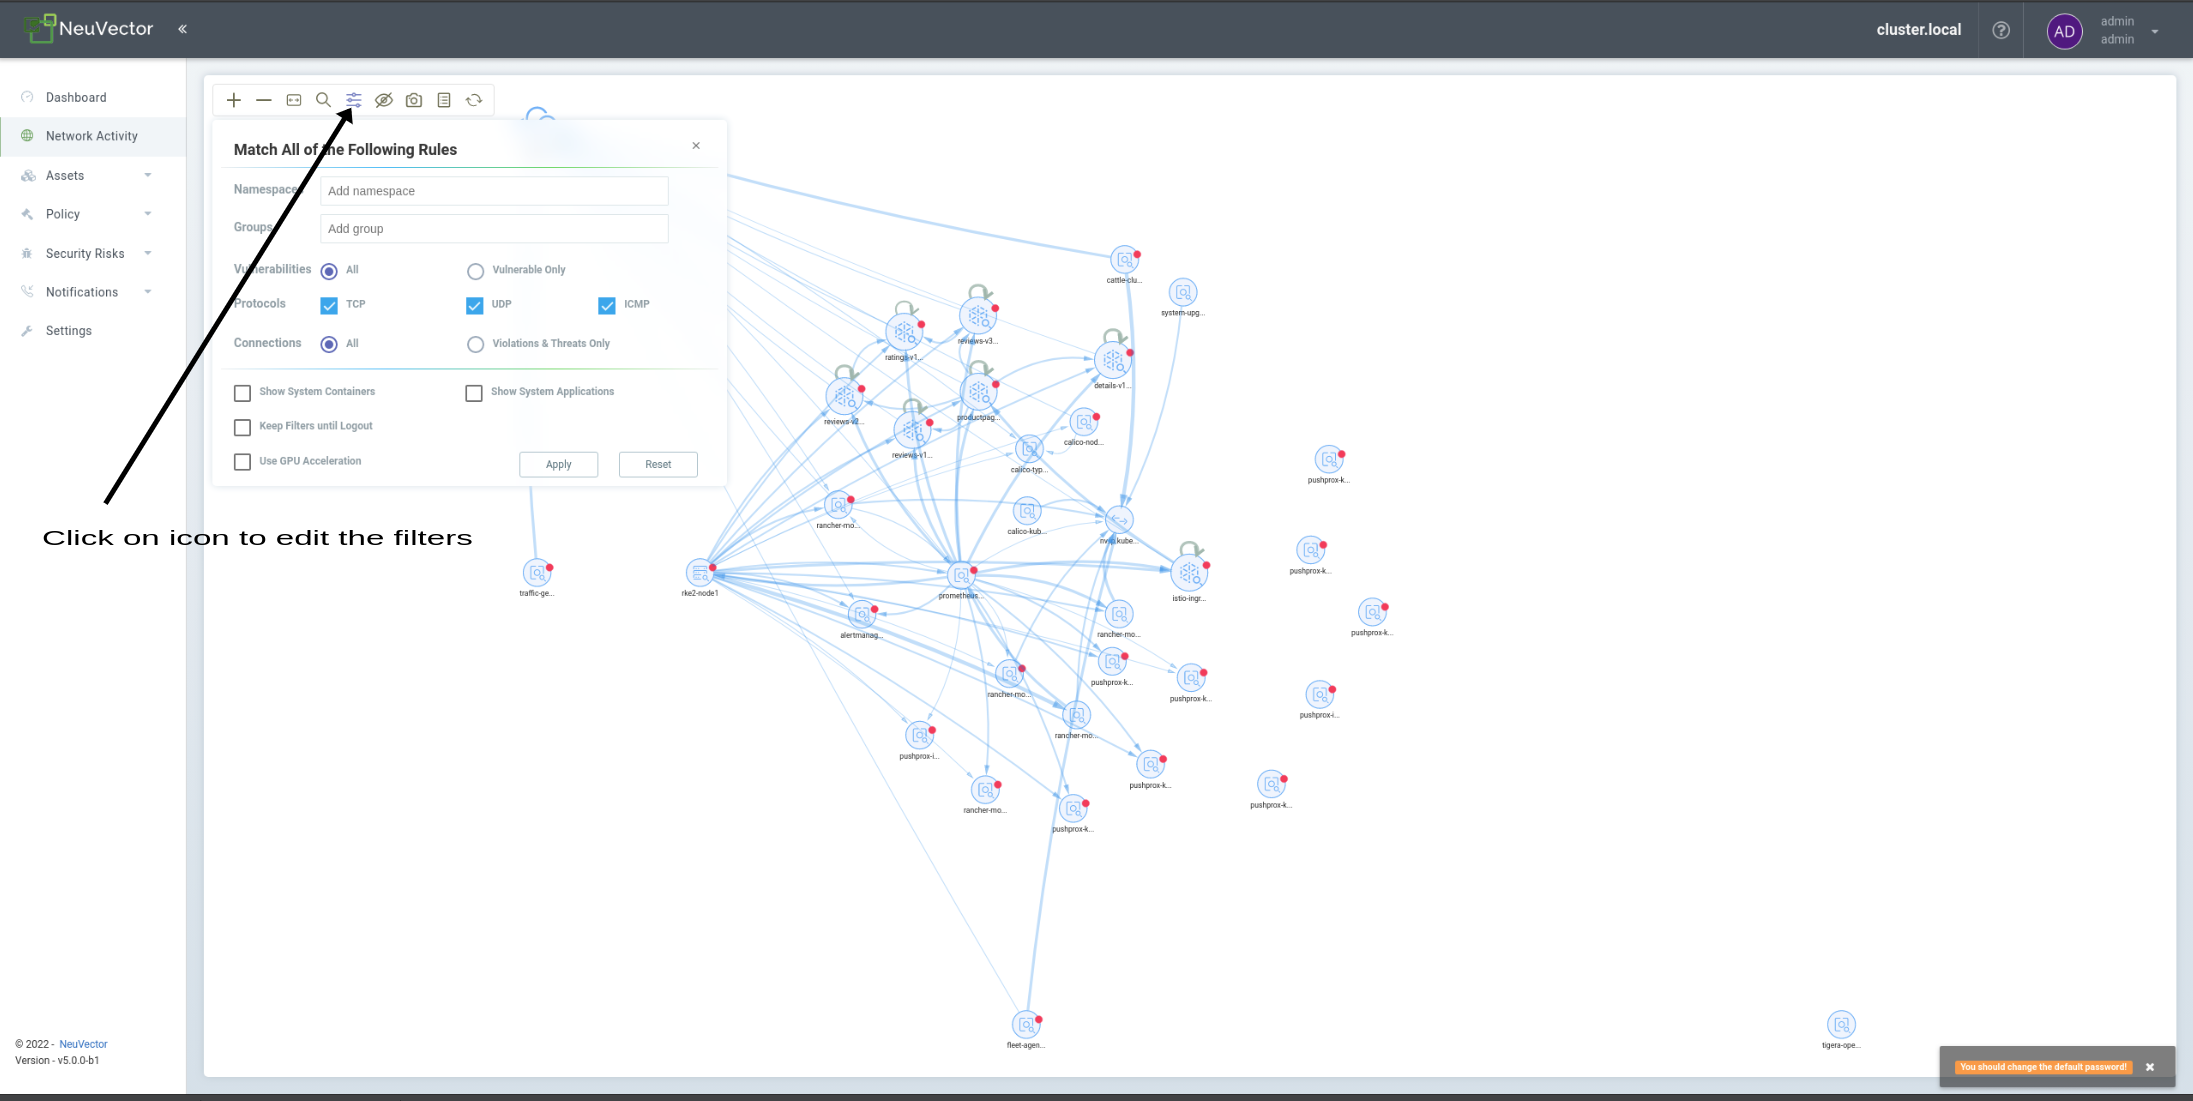 NeuVector «
cluster.local
AD
admin
admin
Dashboard
Network Activity
Assets
Policy
Security Risks
Notifications
Settings
Match All of the Following Rules
Namespace
Add namespace
Groups
Add group
Vulnerabilities
All
Vulnerable Only
Protocols
TCP
UDP
ICMP
Connections
All
Violations & Threats Only
Show System Containers
Show System Applications
Keep Filters until Logout
Use GPU Acceleration
Apply
Reset
Click on icon to edit the filters
cattle-clu...
system-upg...
reviews-v3...
ratings-v1...
details-v1...
reviews-v2...
productpag...
calico-nod...
reviews-v1...
calico-typ...
pushprox-k...
rancher-mo...
calico-kub...
nvsvc.kube...
pushprox-k...
traffic-ge...
rke2-node1
prometheus...
istio-ingr...
alertmanag...
rancher-mo...
pushprox-k...
rancher-mo...
pushprox-k...
pushprox-k...
pushprox-i...
rancher-mo...
pushprox-i...
pushprox-k...
rancher-mo...
pushprox-k...
pushprox-k...
fleet-agen...
tigera-ope...
© 2022 - NeuVector
Version - v5.0.0-b1
You should change the default password!